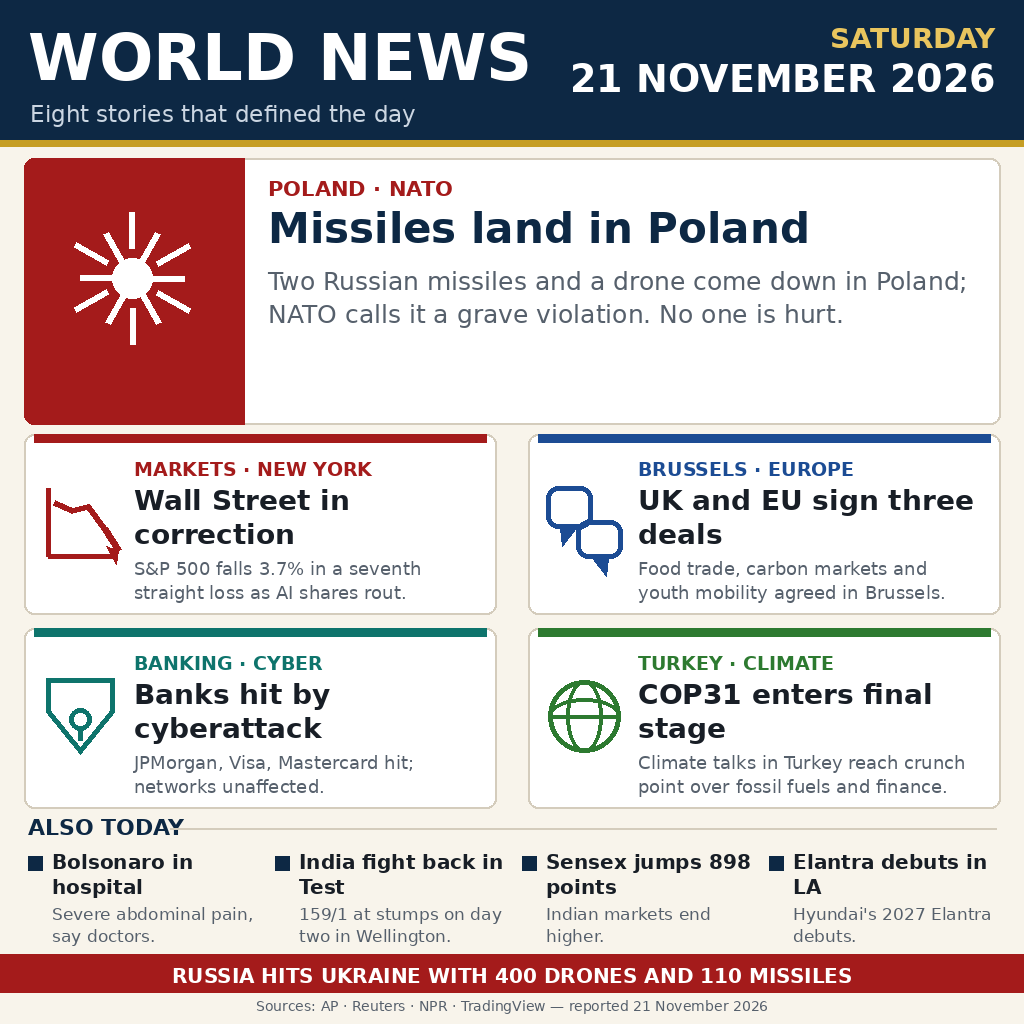 WORLD NEWS
Eight stories that defined the day
SATURDAY
21 NOVEMBER 2026
POLAND · NATO
Missiles land in Poland
Two Russian missiles and a drone come down in Poland;
NATO calls it a grave violation. No one is hurt.
MARKETS · NEW YORK
Wall Street in
correction
S&P 500 falls 3.7% in a seventh
straight loss as AI shares rout.
BRUSSELS · EUROPE
UK and EU sign three
deals
Food trade, carbon markets and
youth mobility agreed in Brussels.
BANKING · CYBER
Banks hit by
cyberattack
JPMorgan, Visa, Mastercard hit;
networks unaffected.
TURKEY · CLIMATE
COP31 enters final
stage
Climate talks in Turkey reach crunch
point over fossil fuels and finance.
ALSO TODAY
Bolsonaro in
hospital
Severe abdominal pain,
say doctors.
India fight back in
Test
159/1 at stumps on day
two in Wellington.
Sensex jumps 898
points
Indian markets end
higher.
Elantra debuts in
LA
Hyundai's 2027 Elantra
debuts.
RUSSIA HITS UKRAINE WITH 400 DRONES AND 110 MISSILES
Sources: AP · Reuters · NPR · TradingView — reported 21 November 2026